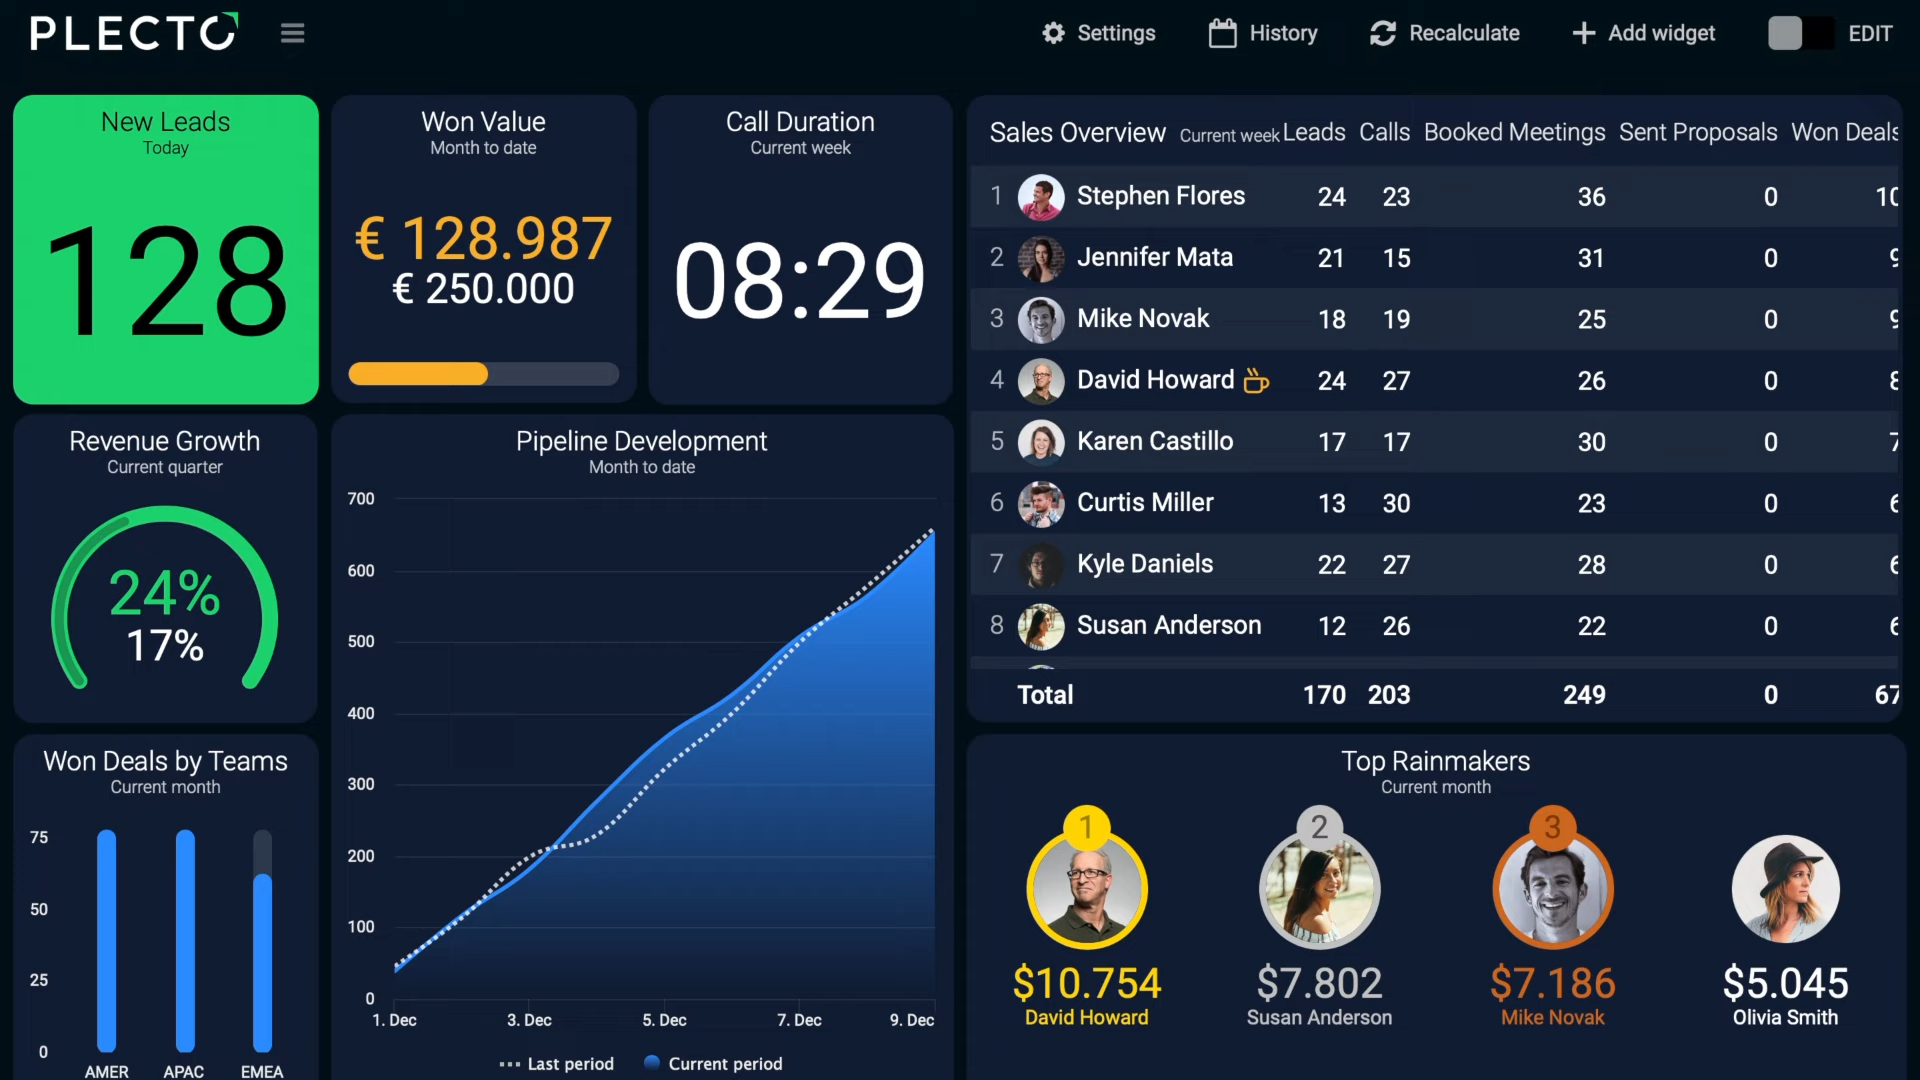 PLECTO
Settings
History
Recalculate
Add widget
EDIT
New Leads
Today
128
Won Value
Month to date
€ 128.987
€ 250.000
Call Duration
Current week
08:29
Sales Overview Current week Leads Calls Booked Meetings Sent Proposals Won Deals
1 Stephen Flores 24 23 36 0 10
2 Jennifer Mata 21 15 31 0
3 Mike Novak 18 19 25 0
4 David Howard 24 27 26 0
5 Karen Castillo 17 17 30 0
6 Curtis Miller 13 30 23 0
7 Kyle Daniels 22 27 28 0
8 Susan Anderson 12 26 22 0
Total 170 203 249 0 67
Revenue Growth
Current quarter
24%
17%
Pipeline Development
Month to date
700
600
500
400
300
200
100
0
1. Dec 3. Dec 5. Dec 7. Dec 9. Dec
Last period Current period
Won Deals by Teams
Current month
75
50
25
0
AMER APAC EMEA
Top Rainmakers
Current month
1 2 3
$10.754 $7.802 $7.186 $5.045
David Howard Susan Anderson Mike Novak Olivia Smith